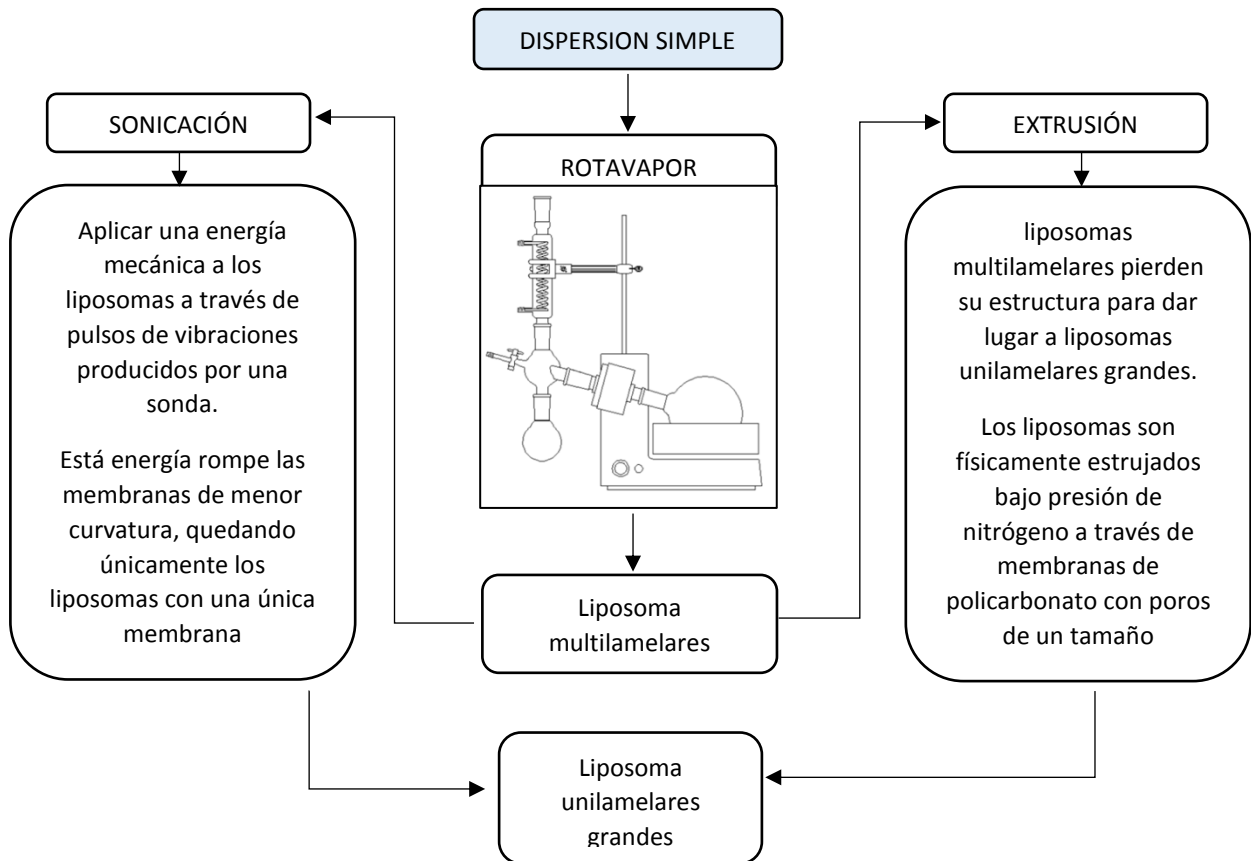 DISPERSION SIMPLE
SONICACIÓN
Aplicar una energía
mecánica a los
liposomas a través de
pulsos de vibraciones
producidos por una
sonda.
Está energía rompe las
membranas de menor
curvatura, quedando
únicamente los
liposomas con una única
membrana
ROTAVAPOR
Liposoma
multilamelares
EXTRUSIÓN
liposomas
multilamelares pierden
su estructura para dar
lugar a liposomas
unilamelares grandes.
Los liposomas son
físicamente estrujados
bajo presión de
nitrógeno a través de
membranas de
policarbonato con poros
de un tamaño
Liposoma
unilamelares
grandes